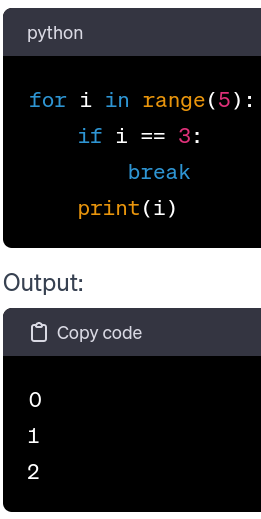 python
for i in range(5):
    if i == 3:
        break
    print(i)
Output:
Copy code
0
1
2